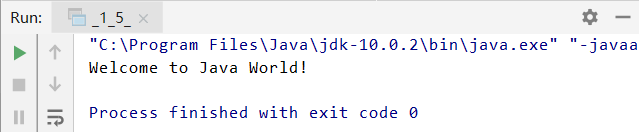 Run: _1_5_
"C:\Program Files\Java\jdk-10.0.2\bin\java.exe" "-javaa
Welcome to Java World!
Process finished with exit code 0